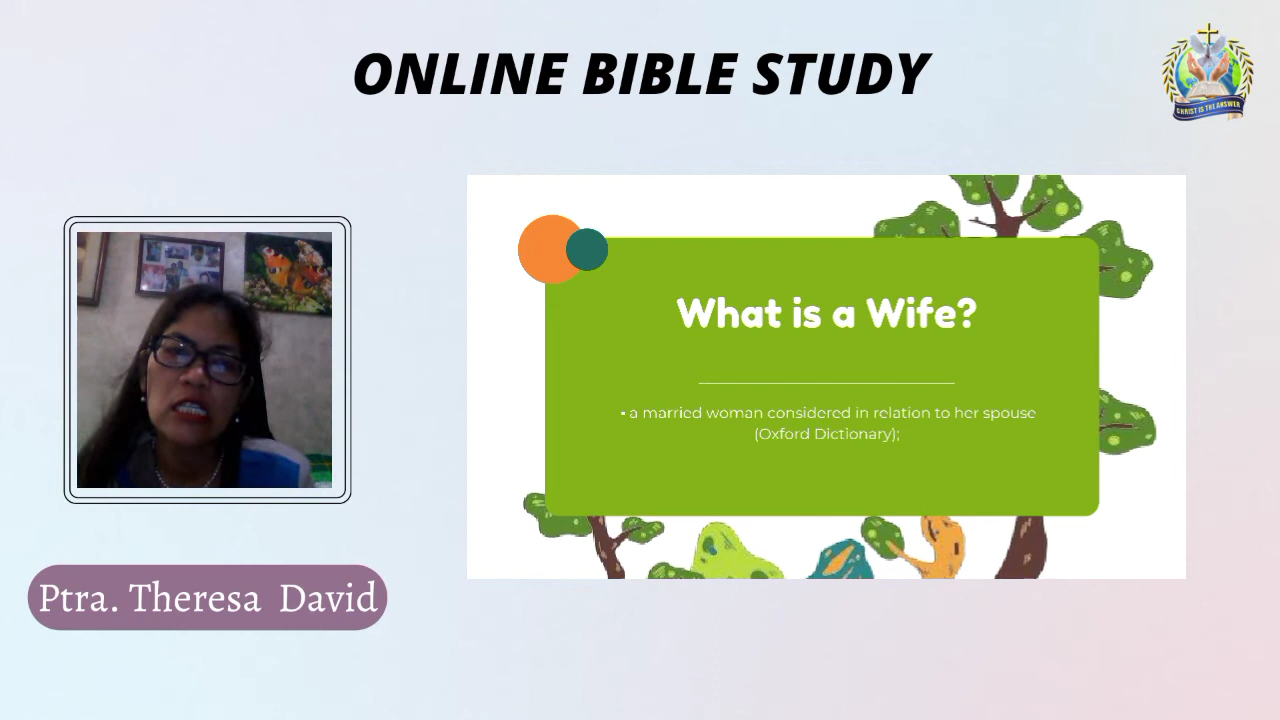 ONLINE BIBLE STUDY
CHRIST IS THE ANSWER
What is a Wife?
▪ a married woman considered in relation to her spouse
(Oxford Dictionary);
Ptra. Theresa David